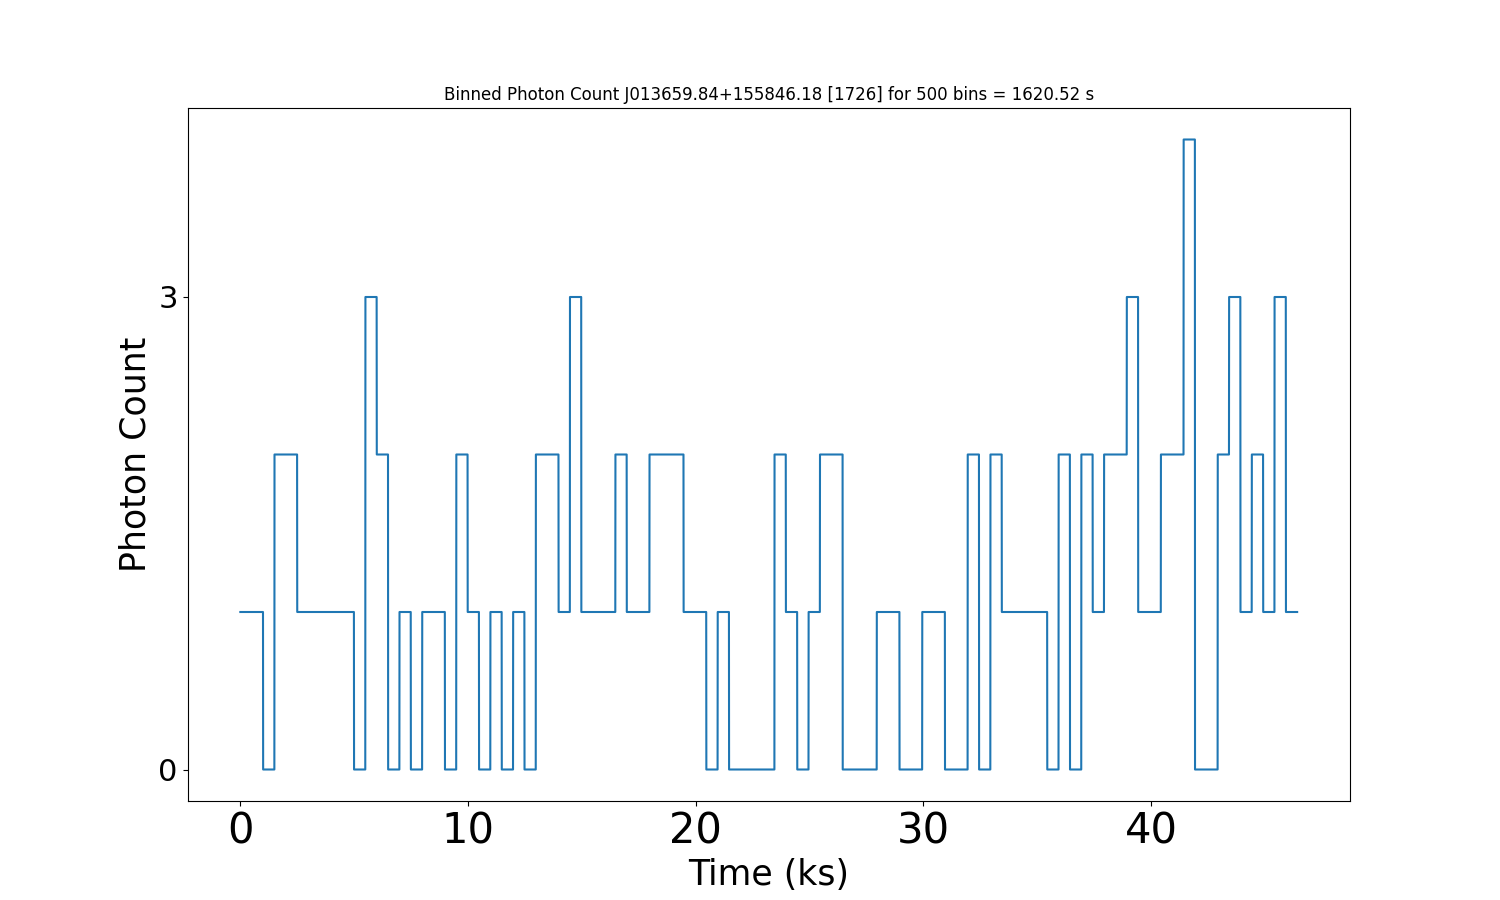 Binned Photon Count J013659.84+155846.18 [1726] for 500 bins = 1620.52 s
Photon Count
3
0
0 10 20 30 40
Time (ks)